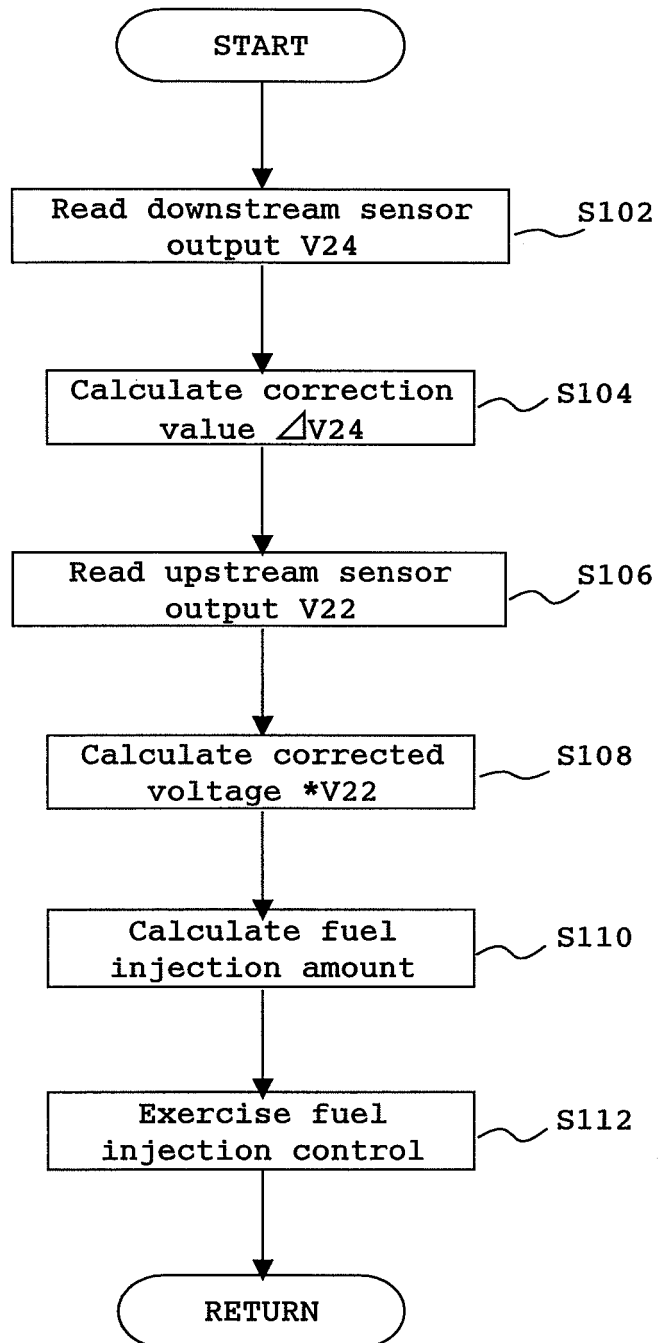 START
Read downstream sensor
output V24
S102
Calculate correction
value ⊿V24
S104
Read upstream sensor
output V22
S106
Calculate corrected
voltage *V22
S108
Calculate fuel
injection amount
S110
Exercise fuel
injection control
S112
RETURN